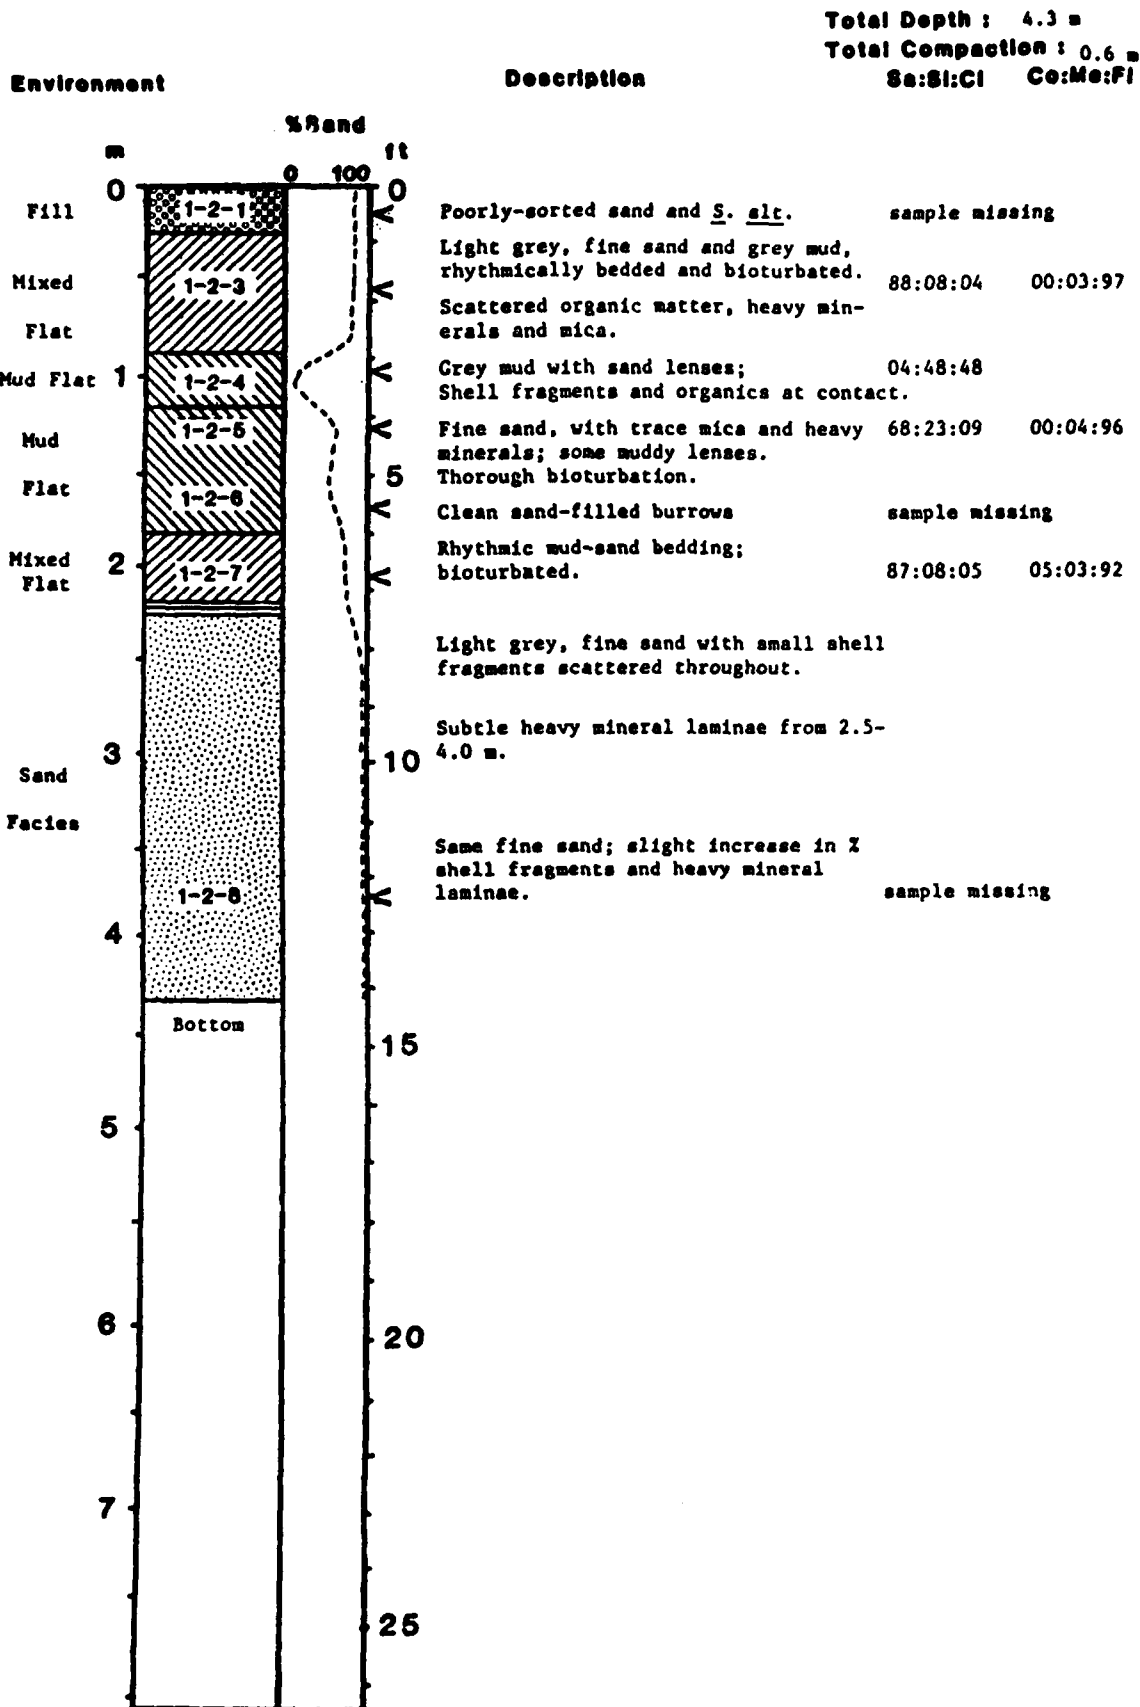 Total Depth : 4.3 m
Total Compaction : 0.6 m
Environment Description Sa:Si:Cl Co:Me:Fi
%Sand
m ft
0 100
0 0
Fill 1-2-1 Poorly-sorted sand and S. alt. sample missing
Light grey, fine sand and grey mud,
rhythmically bedded and bioturbated.
Mixed 1-2-3 88:08:04 00:03:97
Scattered organic matter, heavy min-
Flat erals and mica.
Mud Flat 1 1-2-4 Grey mud with sand lenses; 04:48:48
Shell fragments and organics at contact.
Mud 1-2-5 Fine sand, with trace mica and heavy 68:23:09 00:04:96
minerals; some muddy lenses.
5 Thorough bioturbation.
Flat 1-2-6
Clean sand-filled burrows sample missing
Mixed 2 Rhythmic mud-sand bedding;
Flat 1-2-7 bioturbated. 87:08:05 05:03:92
Light grey, fine sand with small shell
fragments scattered throughout.
Subtle heavy mineral laminae from 2.5-
3 10 4.0 m.
Sand
Facies
Same fine sand; slight increase in %
shell fragments and heavy mineral
1-2-8 laminae. sample missing
4
Bottom
15
5
6
20
7
25